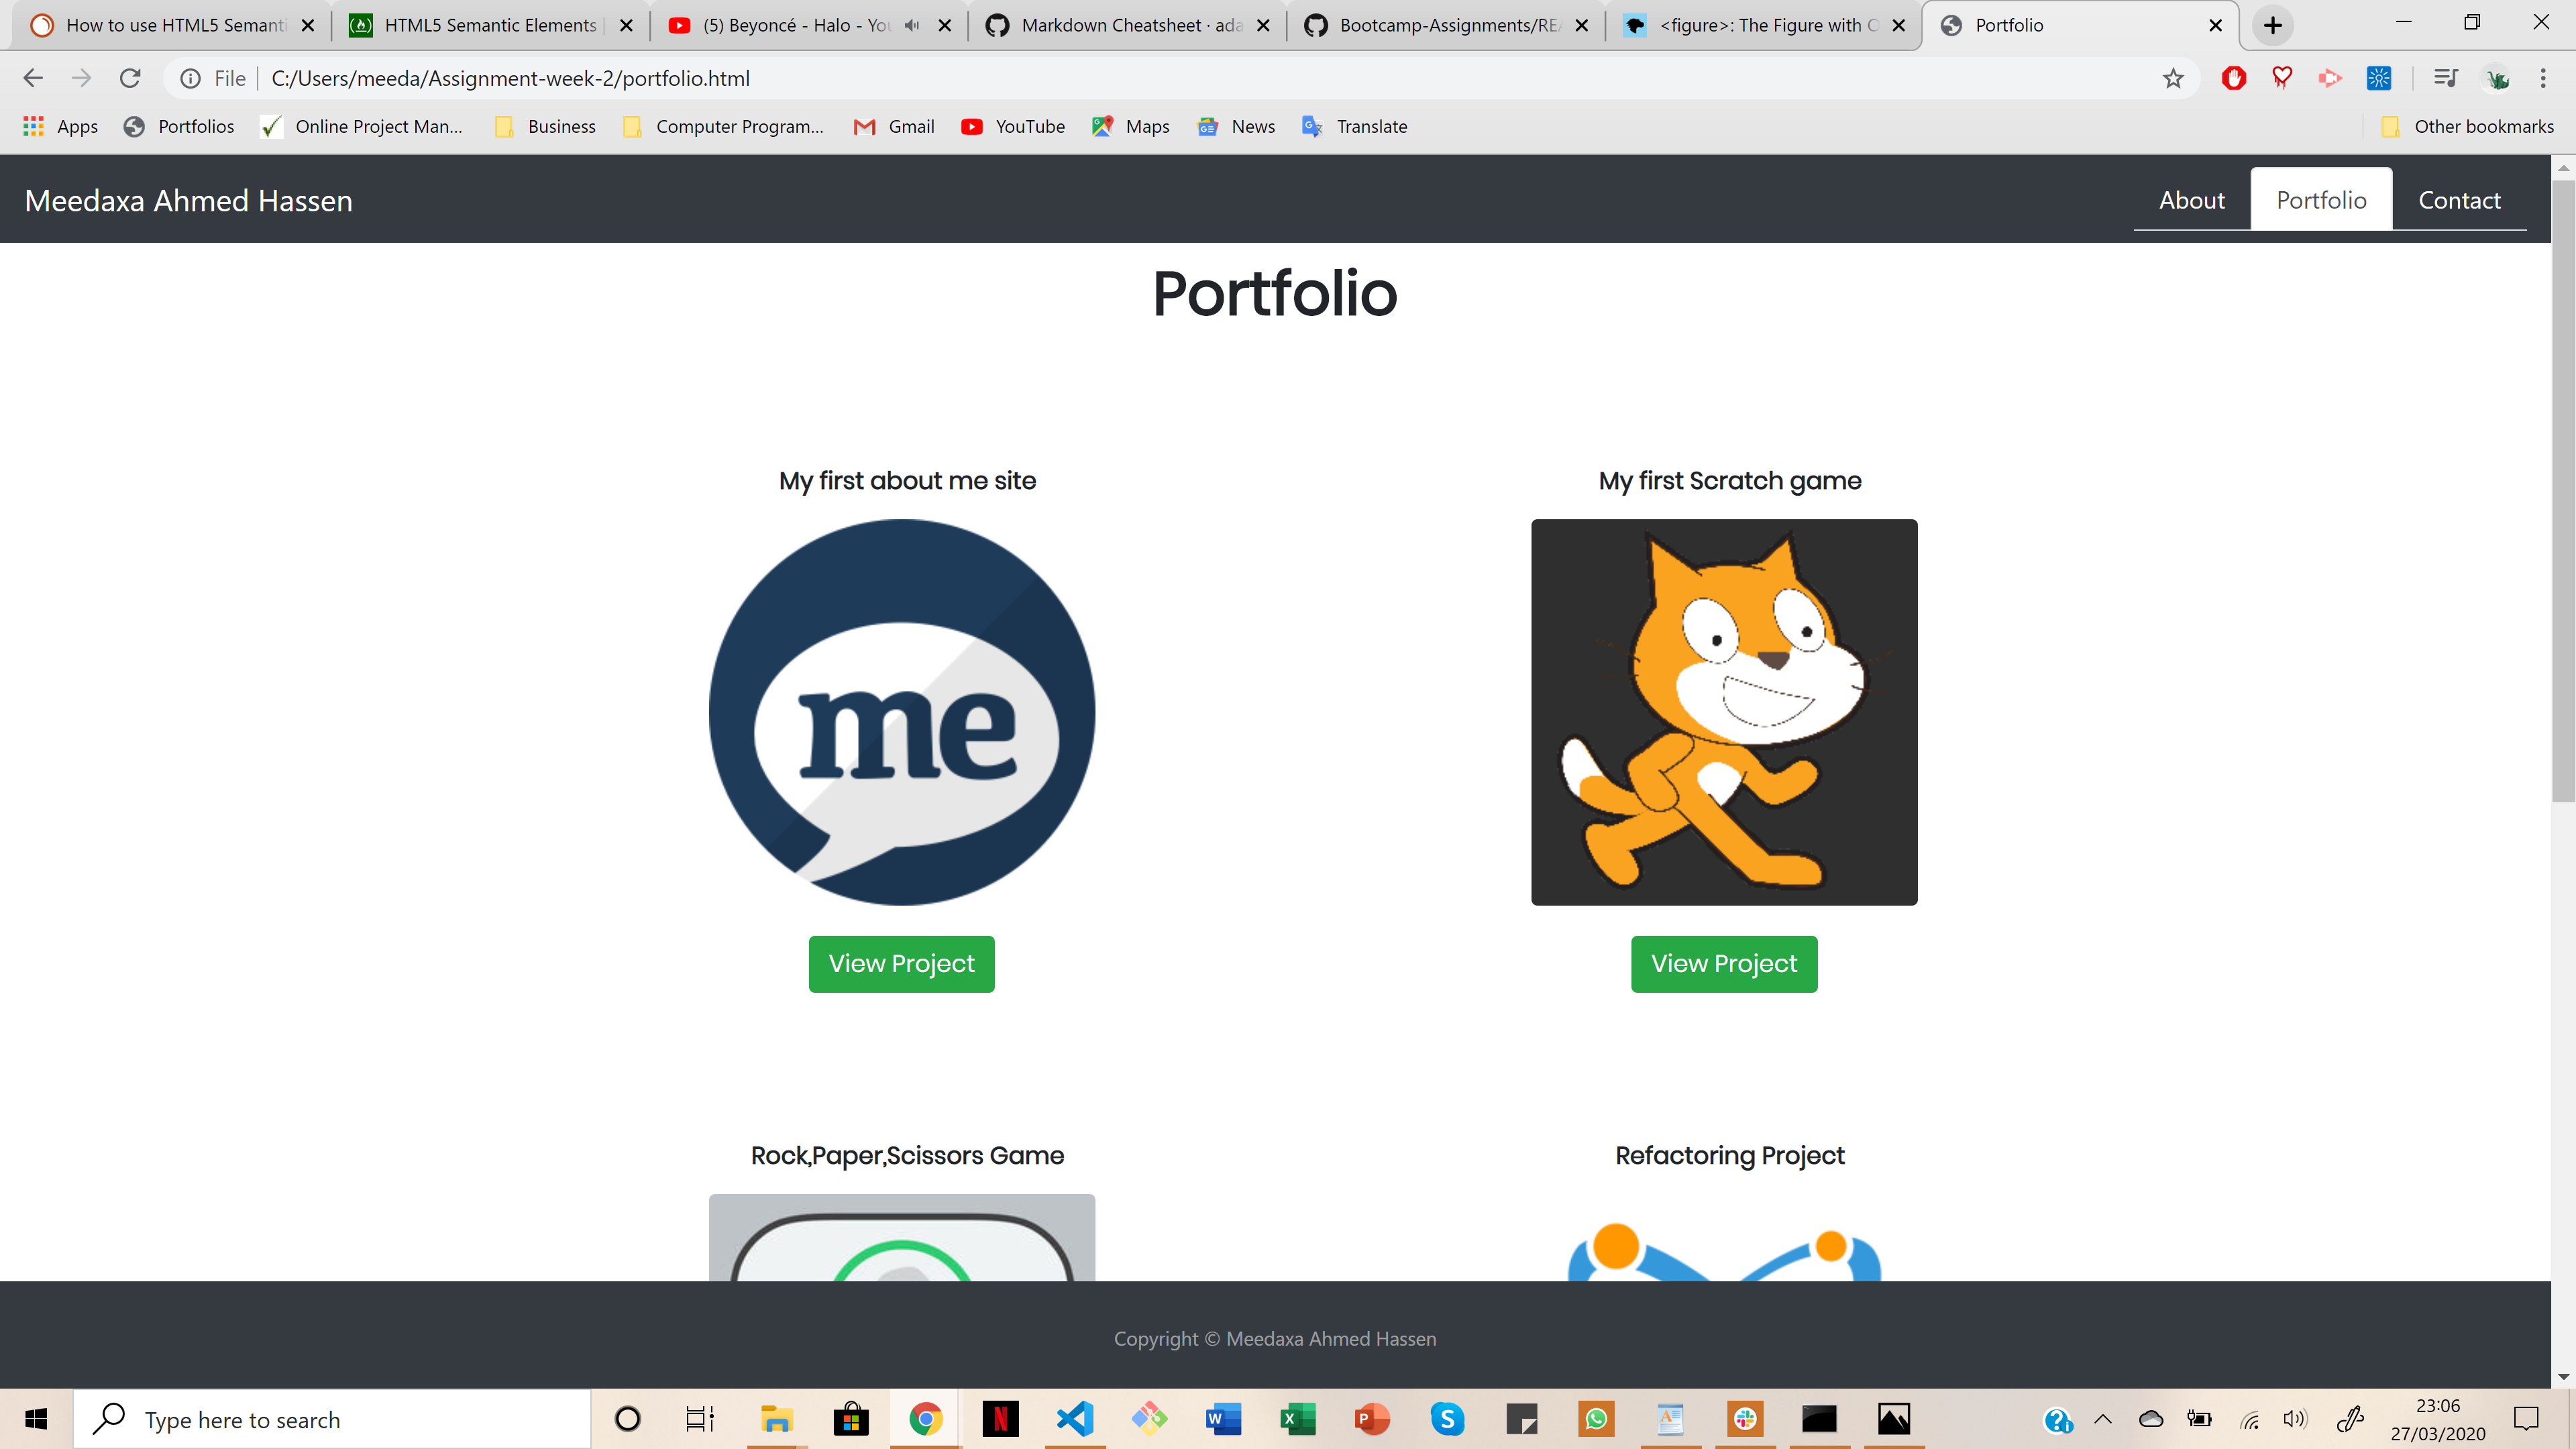 How to use HTML5 Semanti
HTML5 Semantic Elements |
(5) Beyoncé - Halo - You
Markdown Cheatsheet · ada
Bootcamp-Assignments/REA
<figure>: The Figure with O
Portfolio
File
C:/Users/meeda/Assignment-week-2/portfolio.html
Apps
Portfolios
Online Project Man...
Business
Computer Program...
Gmail
YouTube
Maps
News
Translate
Other bookmarks
Meedaxa Ahmed Hassen
About
Portfolio
Contact
Portfolio
My first about me site
My first Scratch game
me
View Project
View Project
Rock,Paper,Scissors Game
Refactoring Project
Copyright © Meedaxa Ahmed Hassen
Type here to search
23:06
27/03/2020